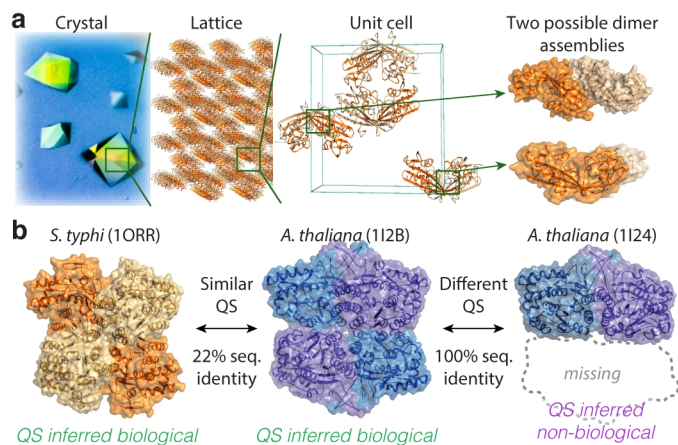 a
Crystal
Lattice
Unit cell
Two possible dimer
assemblies
b
S. typhi (1ORR)
A. thaliana (1I2B)
A. thaliana (1I24)
Similar
QS
22% seq.
identity
Different
QS
100% seq.
identity
missing
QS inferred biological
QS inferred biological
QS inferred
non-biological